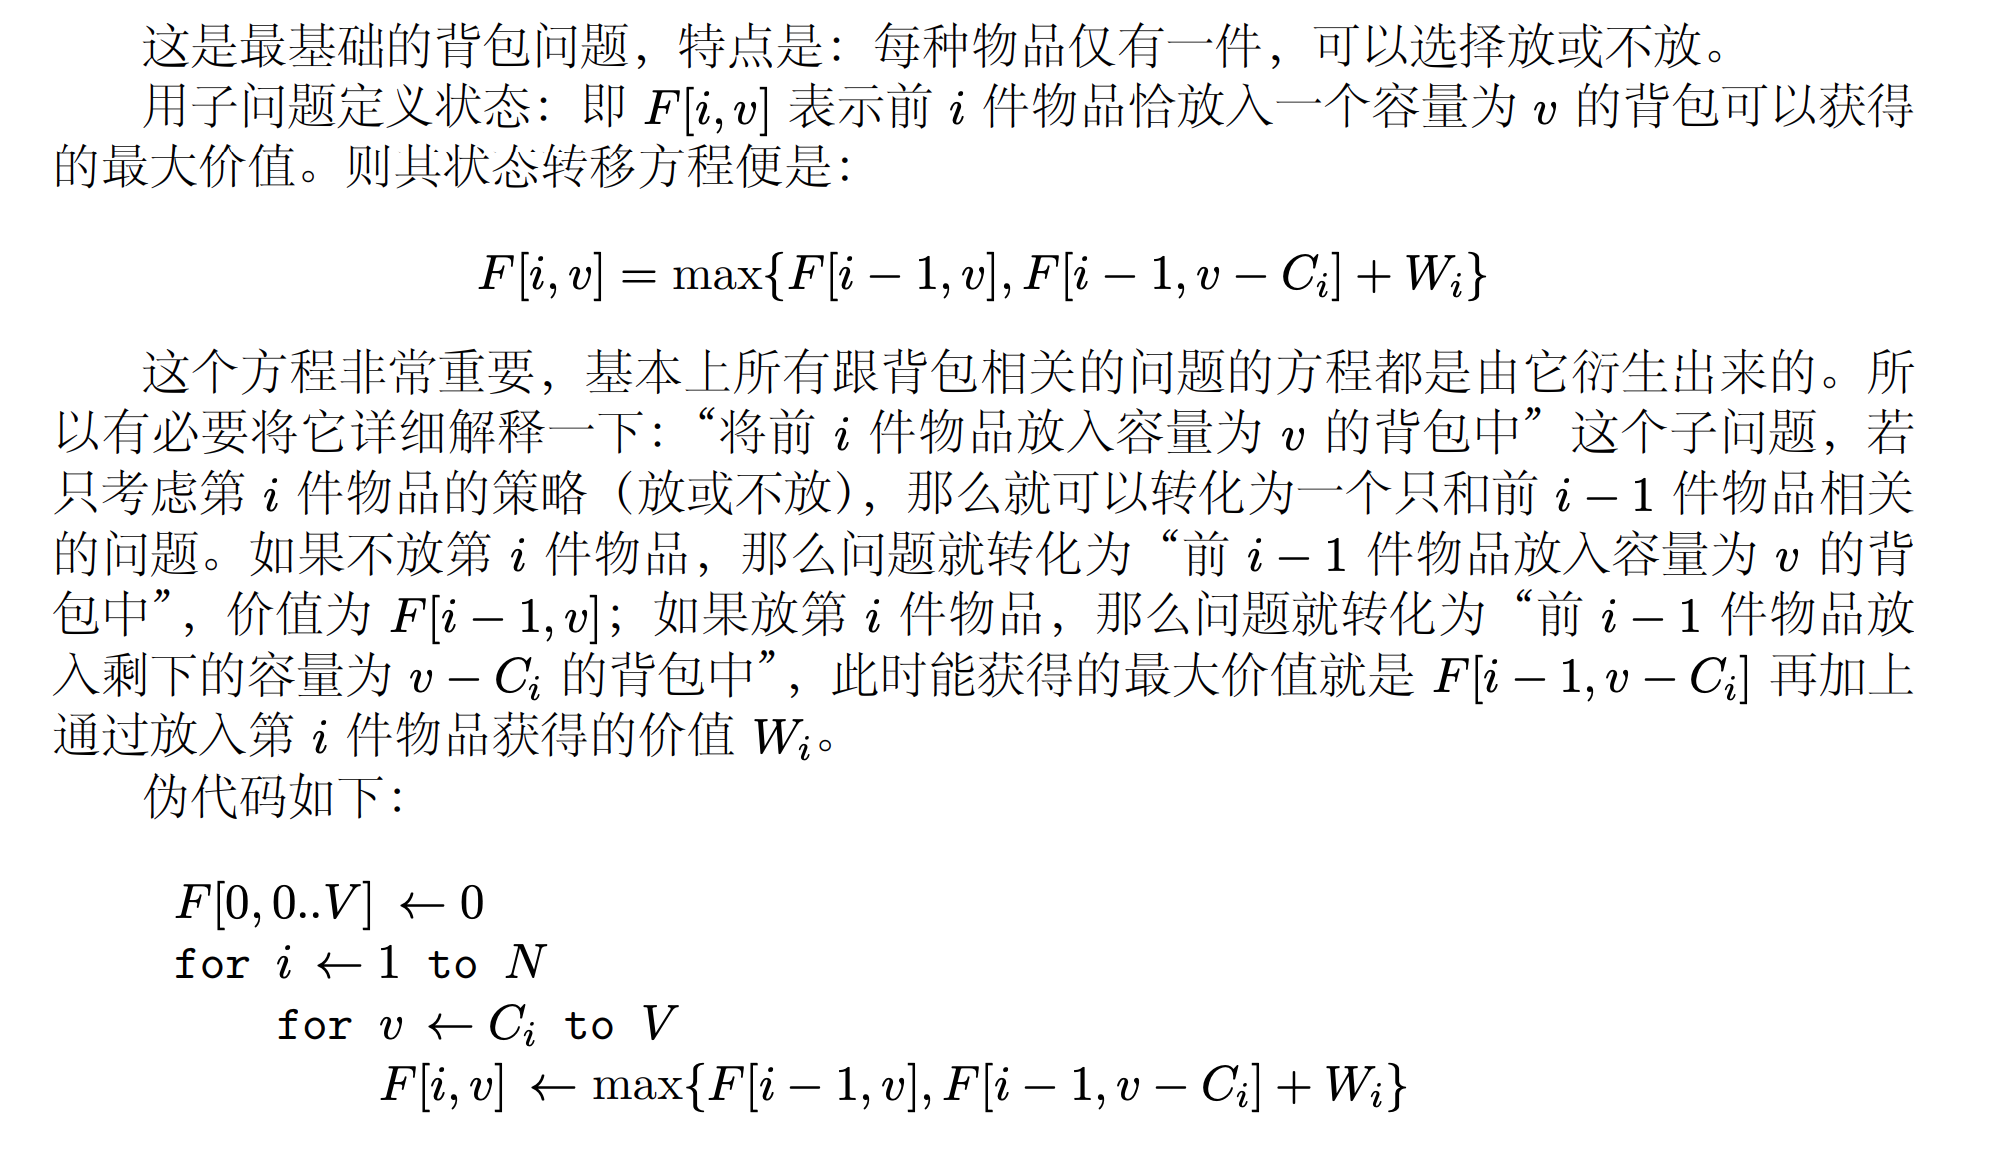 这是最基础的背包问题，特点是：每种物品仅有一件，可以选择放或不放。
用子问题定义状态：即 F[i, v] 表示前 i 件物品恰放入一个容量为 v 的背包可以获得
的最大价值。则其状态转移方程便是：
F[i, v] = max{F[i − 1, v], F[i − 1, v − C_i] + W_i}
这个方程非常重要，基本上所有跟背包相关的问题的方程都是由它衍生出来的。所
以有必要将它详细解释一下：“将前 i 件物品放入容量为 v 的背包中”这个子问题，若
只考虑第 i 件物品的策略（放或不放），那么就可以转化为一个只和前 i − 1 件物品相关
的问题。如果不放第 i 件物品，那么问题就转化为“前 i − 1 件物品放入容量为 v 的背
包中”，价值为 F[i − 1, v]；如果放第 i 件物品，那么问题就转化为“前 i − 1 件物品放
入剩下的容量为 v − C_i 的背包中”，此时能获得的最大价值就是 F[i − 1, v − C_i] 再加上
通过放入第 i 件物品获得的价值 W_i。
伪代码如下：
F[0, 0..V] ← 0
for i ← 1 to N
for v ← C_i to V
F[i, v] ← max{F[i − 1, v], F[i − 1, v − C_i] + W_i}